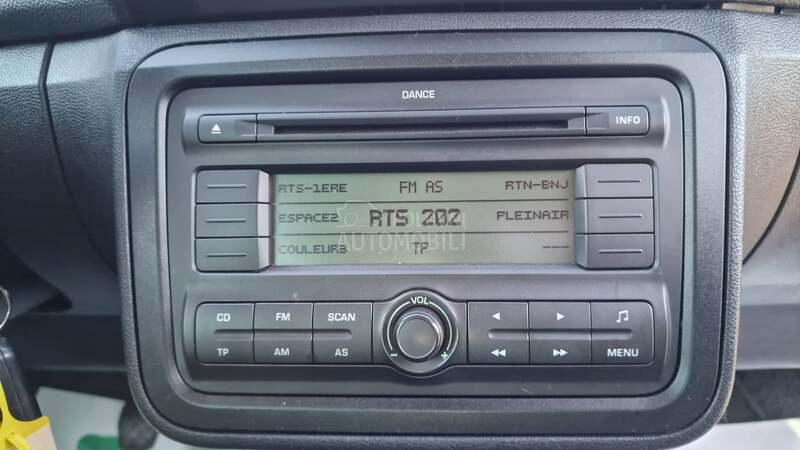 DANCE
INFO
RTS-1ERE FM AS RTN-BNJ
ESPACE2 RTS 202 PLEINAIR
COULEUR3 TP ----
AUTOMOBILI
CD FM SCAN VOL
TP AM AS - + MENU